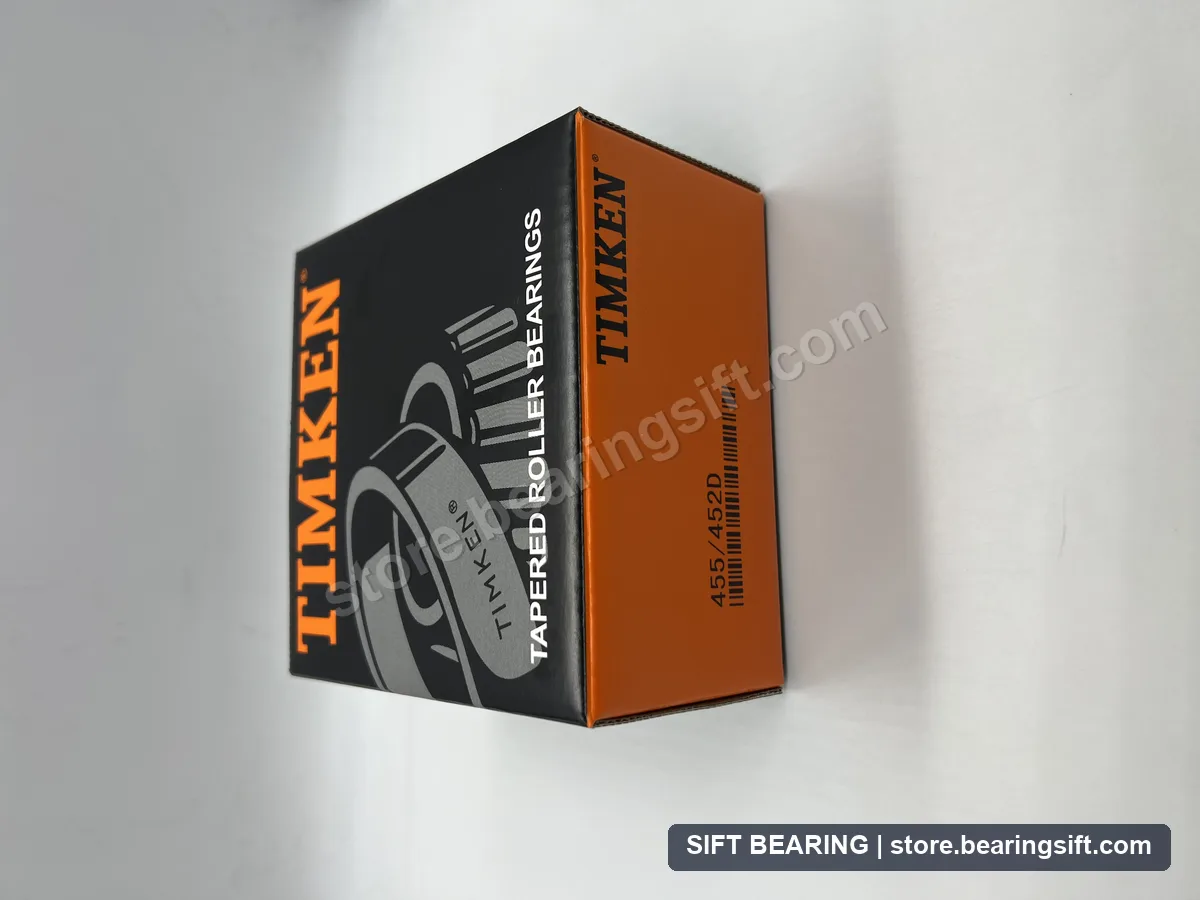 TIMKEN®
TIMKEN®
TAPERED ROLLER BEARINGS
TIMKEN®
455/452D
store.bearingsift.com
SIFT BEARING | store.bearingsift.com